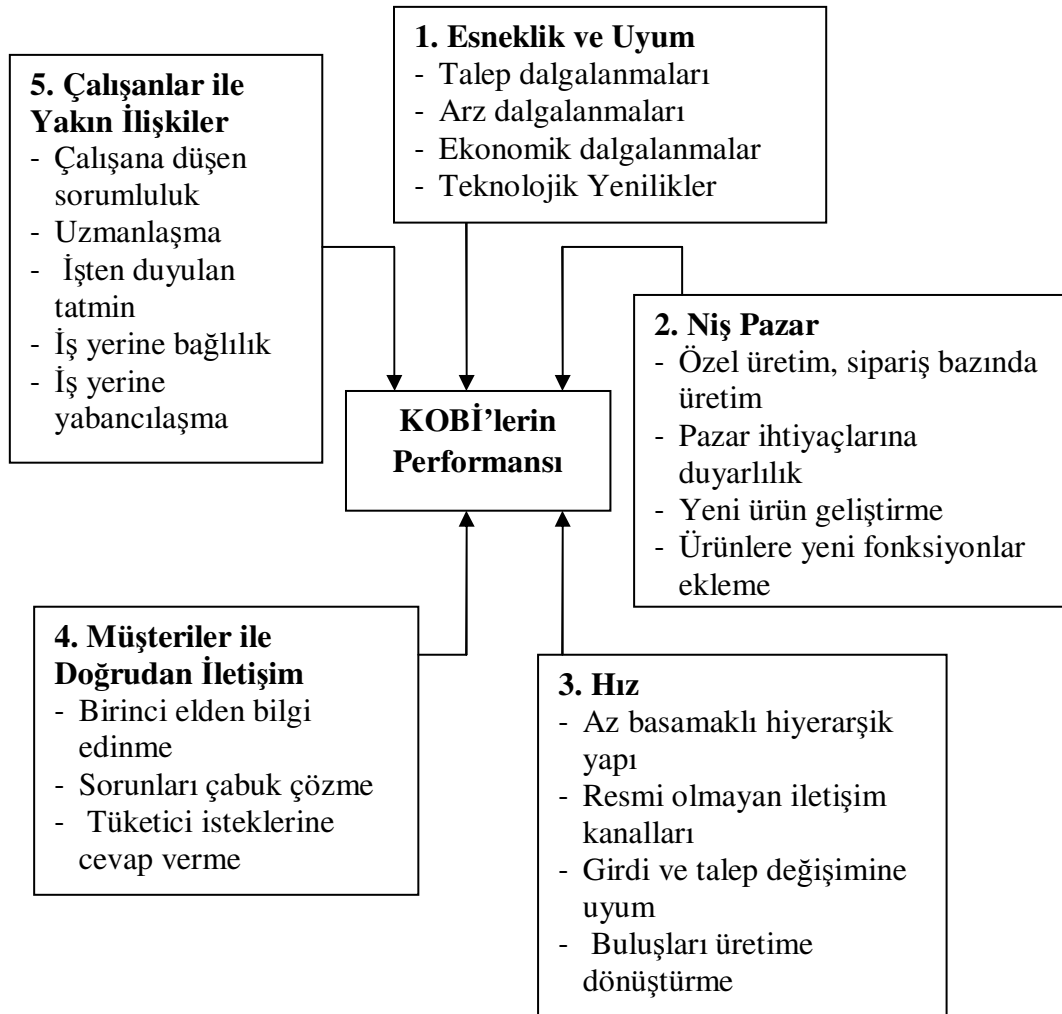 1. Esneklik ve Uyum
- Talep dalgalanmaları
- Arz dalgalanmaları
- Ekonomik dalgalanmalar
- Teknolojik Yenilikler
5. Çalışanlar ile
Yakın İlişkiler
- Çalışana düşen
sorumluluk
- Uzmanlaşma
- İşten duyulan
tatmin
- İş yerine bağlılık
- İş yerine
yabancılaşma
2. Niş Pazar
- Özel üretim, sipariş bazında
üretim
- Pazar ihtiyaçlarına
duyarlılık
- Yeni ürün geliştirme
- Ürünlere yeni fonksiyonlar
ekleme
KOBİ’lerin
Performansı
4. Müşteriler ile
Doğrudan İletişim
- Birinci elden bilgi
edinme
- Sorunları çabuk çözme
- Tüketici isteklerine
cevap verme
3. Hız
- Az basamaklı hiyerarşik
yapı
- Resmi olmayan iletişim
kanalları
- Girdi ve talep değişimine
uyum
- Buluşları üretime
dönüştürme